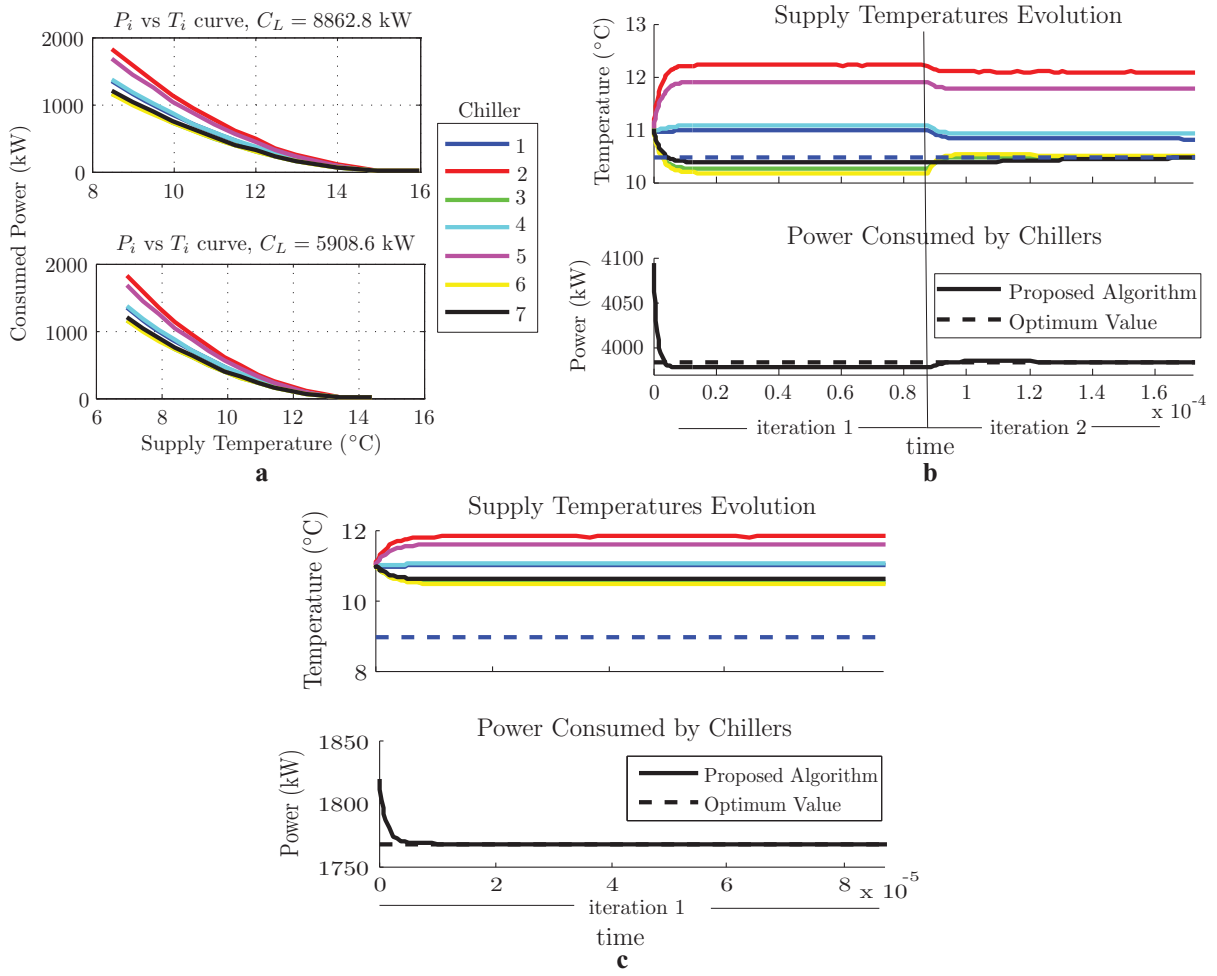 P_i vs T_i curve, C_L = 8862.8 kW
2000
1000
0
8 10 12 14 16
P_i vs T_i curve, C_L = 5908.6 kW
2000
1000
0
6 8 10 12 14 16
Consumed Power (kW)
Supply Temperature (°C)
a
Chiller
1
2
3
4
5
6
7
Supply Temperatures Evolution
Temperature (°C)
13
12
11
10
Power Consumed by Chillers
Power (kW)
4100
4050
4000
Proposed Algorithm
Optimum Value
0 0.2 0.4 0.6 0.8 1 1.2 1.4 1.6
x 10^-4
iteration 1
iteration 2
time
b
Supply Temperatures Evolution
Temperature (°C)
12
10
8
Power Consumed by Chillers
Power (kW)
1850
1800
1750
Proposed Algorithm
Optimum Value
0 2 4 6 8
x 10^-5
iteration 1
time
c